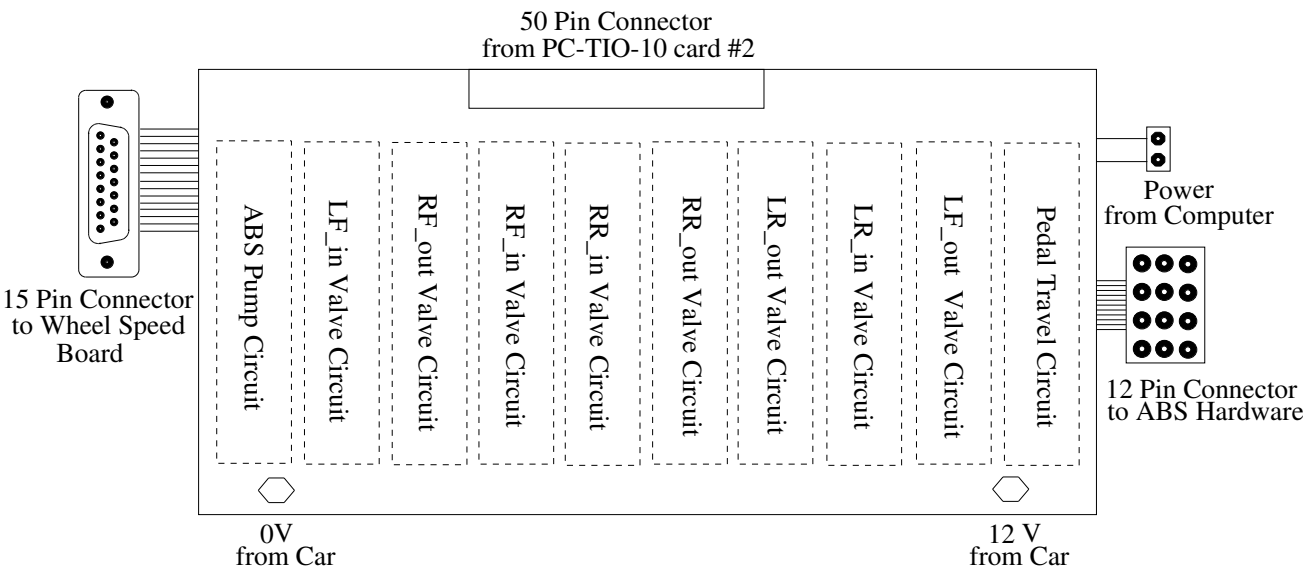 50 Pin Connector
from PC-TIO-10 card #2
15 Pin Connector
to Wheel Speed
Board
ABS Pump Circuit
LF_in Valve Circuit
RF_out Valve Circuit
RF_in Valve Circuit
RR_in Valve Circuit
RR_out Valve Circuit
LR_out Valve Circuit
LR_in Valve Circuit
LF_out Valve Circuit
Pedal Travel Circuit
Power
from Computer
12 Pin Connector
to ABS Hardware
0V
from Car
12 V
from Car